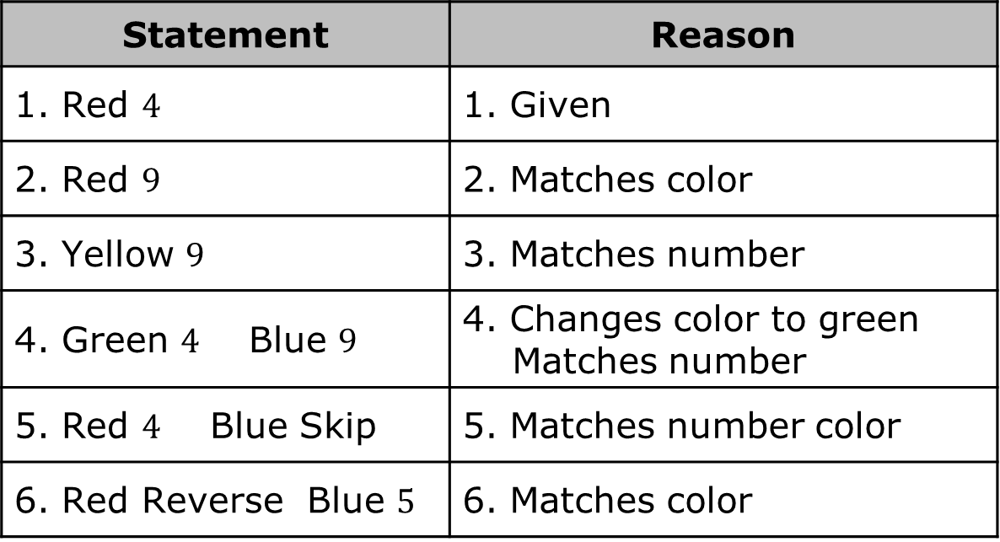 Statement Reason
1. Red 4 1. Given
2. Red 9 2. Matches color
3. Yellow 9 3. Matches number
4. Green 4 Blue 9 4. Changes color to green
Matches number
5. Red 4 Blue Skip 5. Matches number color
6. Red Reverse Blue 5 6. Matches color